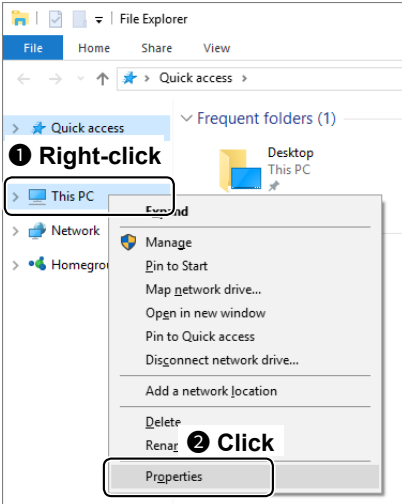 File Explorer
File Home Share View
Quick access
Quick access
Frequent folders (1)
❶ Right-click
Desktop
This PC
This PC
Expand
Network
Manage
Homegrou
Pin to Start
Map network drive...
Open in new window
Pin to Quick access
Disconnect network drive...
Add a network location
Delete
Rena
❷ Click
Properties